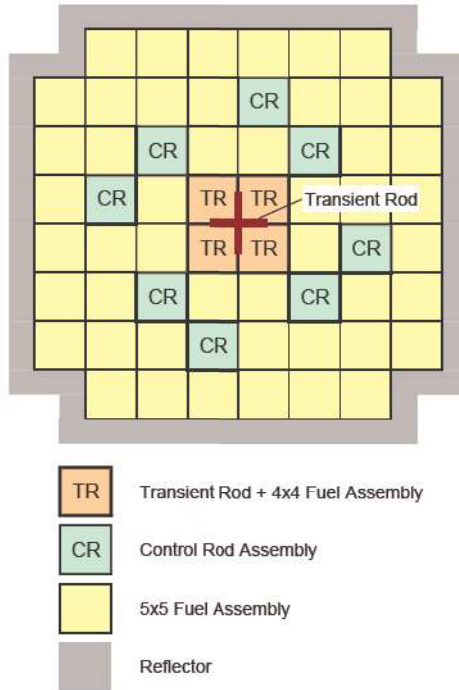 CR
CR CR
CR TR TR Transient Rod
TR TR CR
CR CR
CR
TR Transient Rod + 4x4 Fuel Assembly
CR Control Rod Assembly
5x5 Fuel Assembly
Reflector